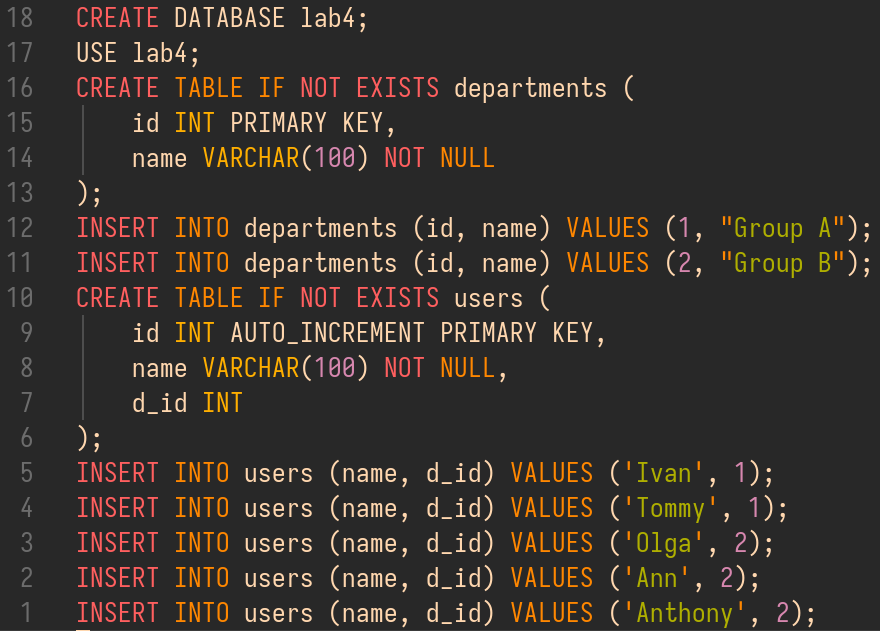 18 CREATE DATABASE lab4;
17 USE lab4;
16 CREATE TABLE IF NOT EXISTS departments (
15 id INT PRIMARY KEY,
14 name VARCHAR(100) NOT NULL
13 );
12 INSERT INTO departments (id, name) VALUES (1, "Group A");
11 INSERT INTO departments (id, name) VALUES (2, "Group B");
10 CREATE TABLE IF NOT EXISTS users (
9 id INT AUTO_INCREMENT PRIMARY KEY,
8 name VARCHAR(100) NOT NULL,
7 d_id INT
6 );
5 INSERT INTO users (name, d_id) VALUES ('Ivan', 1);
4 INSERT INTO users (name, d_id) VALUES ('Tommy', 1);
3 INSERT INTO users (name, d_id) VALUES ('Olga', 2);
2 INSERT INTO users (name, d_id) VALUES ('Ann', 2);
1 INSERT INTO users (name, d_id) VALUES ('Anthony', 2);